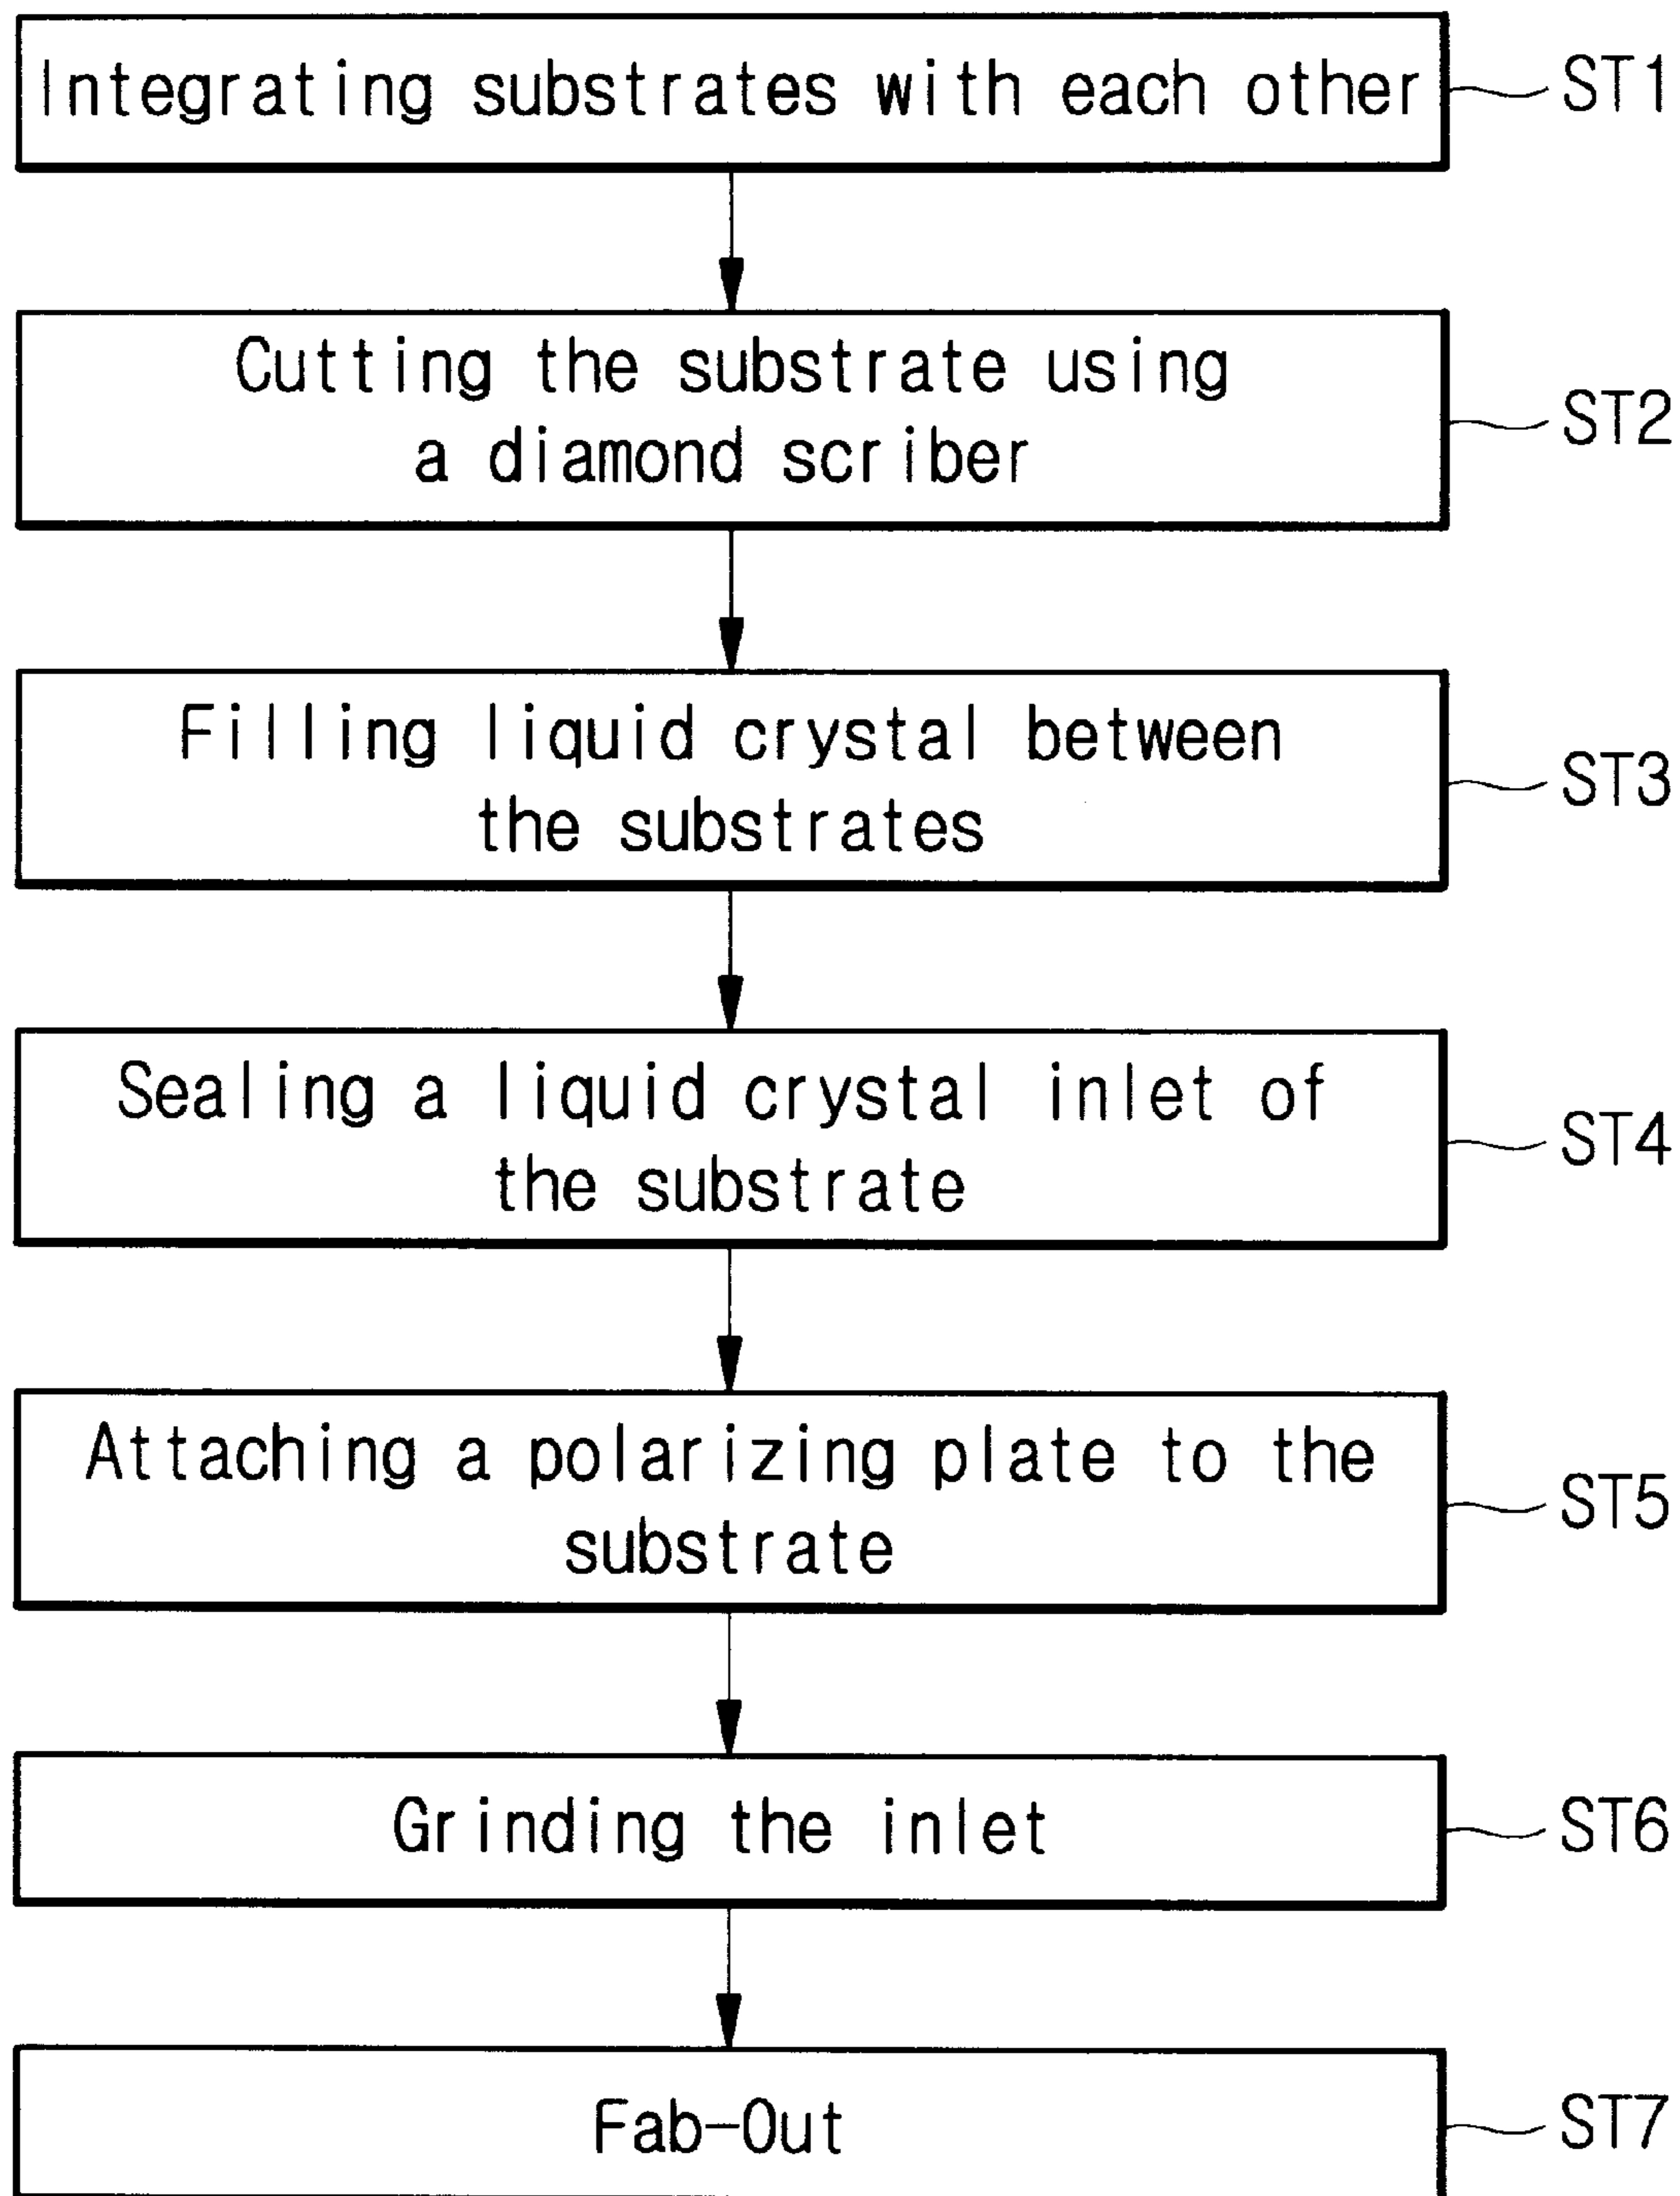 Integrating substrates with each other
ST1
Cutting the substrate using
a diamond scriber
ST2
Filling liquid crystal between
the substrates
ST3
Sealing a liquid crystal inlet of
the substrate
ST4
Attaching a polarizing plate to the
substrate
ST5
Grinding the inlet
ST6
Fab-Out
ST7